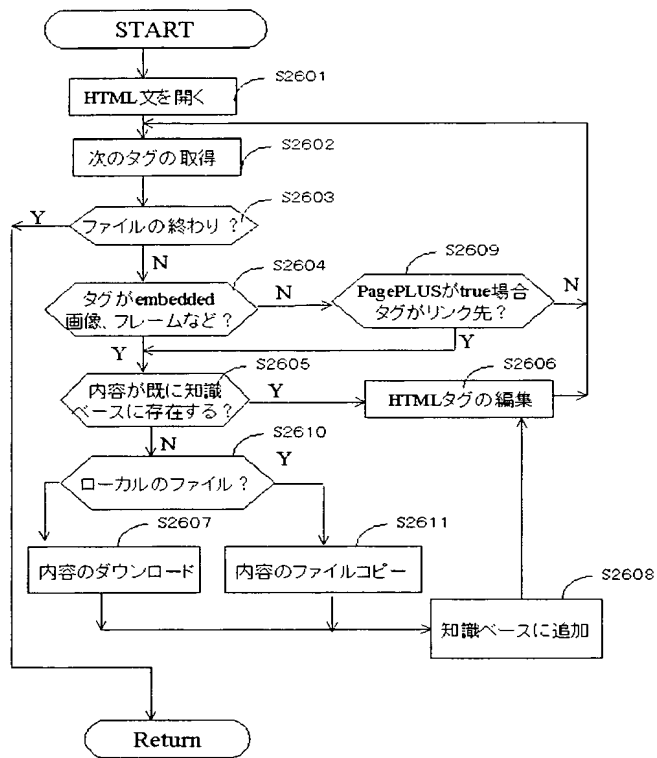 START
S2601
HTML文を開く
S2602
次のタグの取得
S2603
Y
ファイルの終わり？
N
S2604
タグがembedded
画像、フレームなど？
N
S2609
PagePLUSがtrue場合
タグがリンク先？
N
Y
Y
S2605
内容が既に知識
ベースに存在する？
Y
S2606
HTMLタグの編集
N
S2610
ローカルのファイル？
Y
S2607
内容のダウンロード
S2611
内容のファイルコピー
S2608
知識ベースに追加
Return